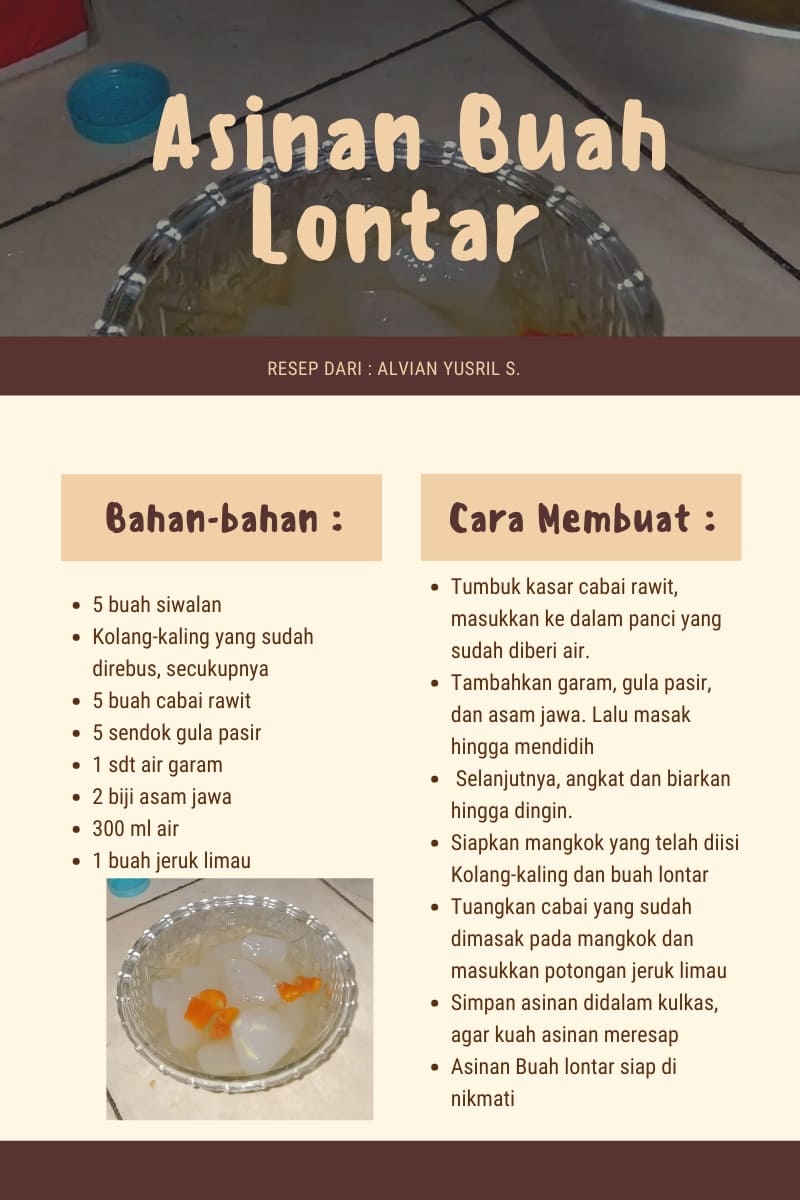 Asinan Buah
Lontar
RESEP DARI : ALVIAN YUSRIL S.
Bahan-bahan :
5 buah siwalan
Kolang-kaling yang sudah
direbus, secukupnya
5 buah cabai rawit
5 sendok gula pasir
1 sdt air garam
2 biji asam jawa
300 ml air
1 buah jeruk limau
Cara Membuat :
Tumbuk kasar cabai rawit,
masukkan ke dalam panci yang
sudah diberi air.
Tambahkan garam, gula pasir,
dan asam jawa. Lalu masak
hingga mendidih
Selanjutnya, angkat dan biarkan
hingga dingin.
Siapkan mangkok yang telah diisi
Kolang-kaling dan buah lontar
Tuangkan cabai yang sudah
dimasak pada mangkok dan
masukkan potongan jeruk limau
Simpan asinan didalam kulkas,
agar kuah asinan meresap
Asinan Buah lontar siap di
nikmati